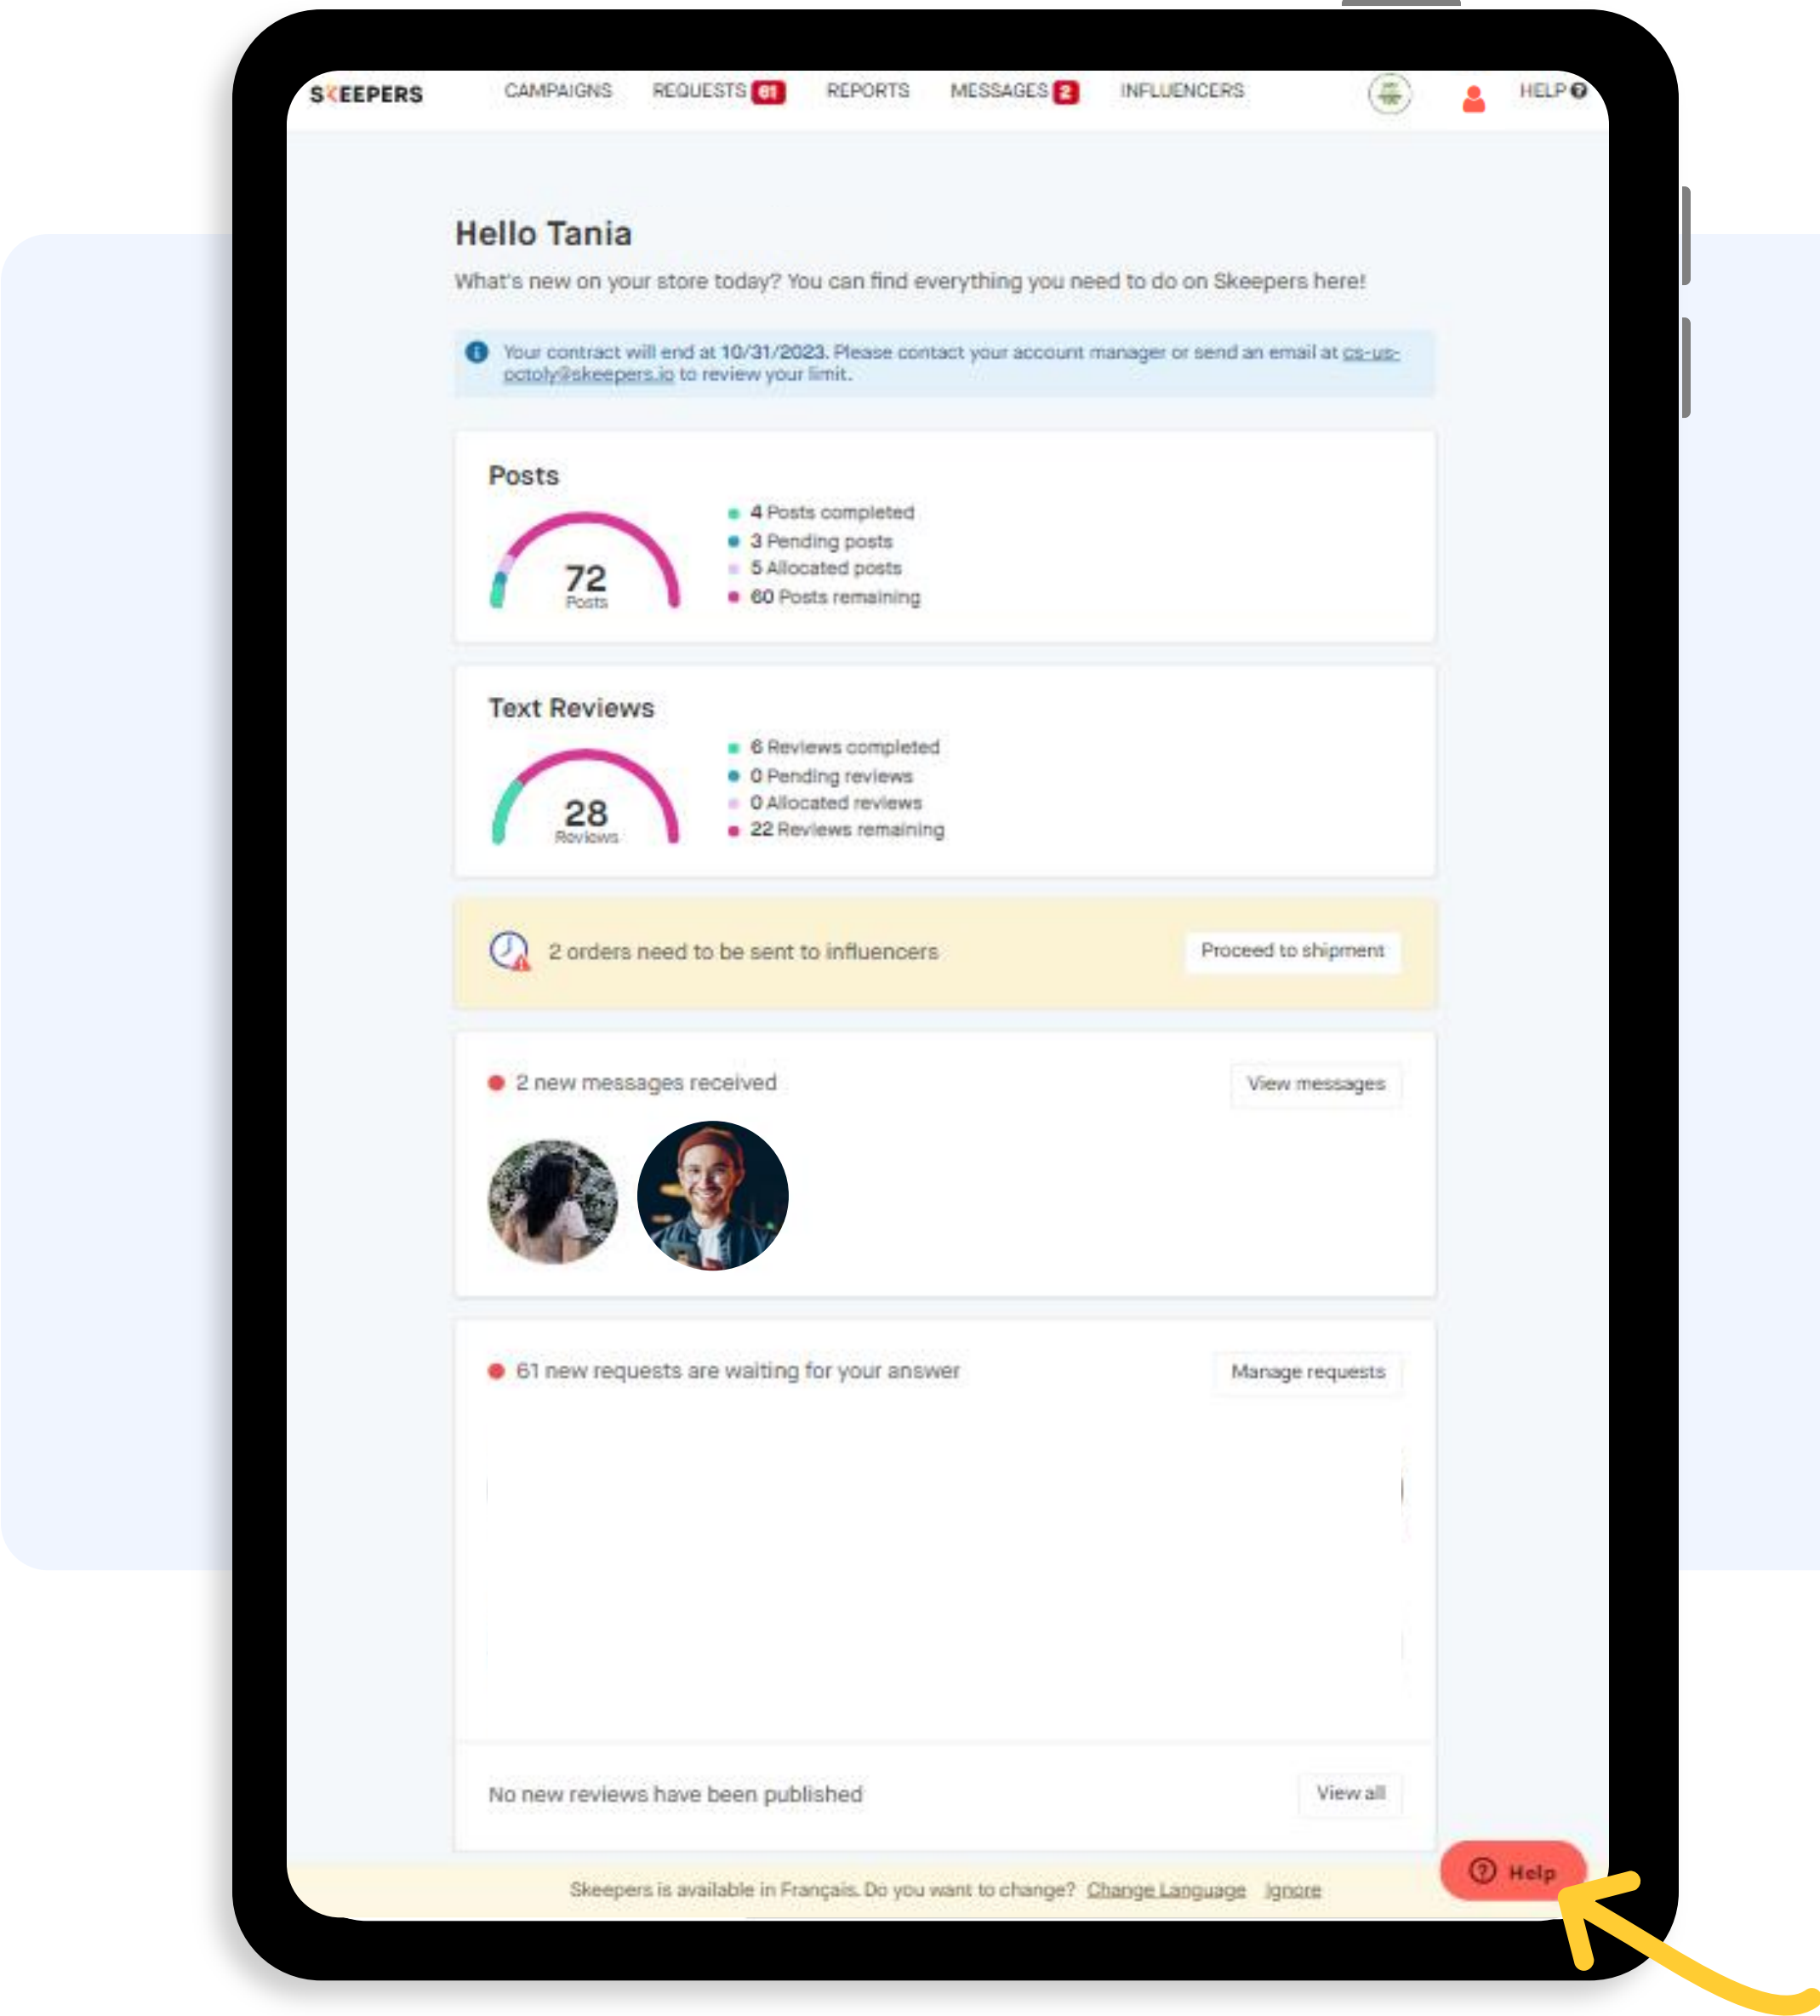 SKEEPERS CAMPAIGNS REQUESTS 61 REPORTS MESSAGES 2 INFLUENCERS HELP
Hello Tania
What's new on your store today? You can find everything you need to do on Skeepers here!
Your contract will end at 10/31/2023. Please contact your account manager or send an email at cs-us-
octoly@skeepers.io to review your limit.
Posts
72
Posts
4 Posts completed
3 Pending posts
5 Allocated posts
60 Posts remaining
Text Reviews
28
Reviews
6 Reviews completed
0 Pending reviews
0 Allocated reviews
22 Reviews remaining
2 orders need to be sent to influencers
Proceed to shipment
2 new messages received
View messages
61 new requests are waiting for your answer
Manage requests
No new reviews have been published
View all
Help
Skeepers is available in Français. Do you want to change? Change Language Ignore